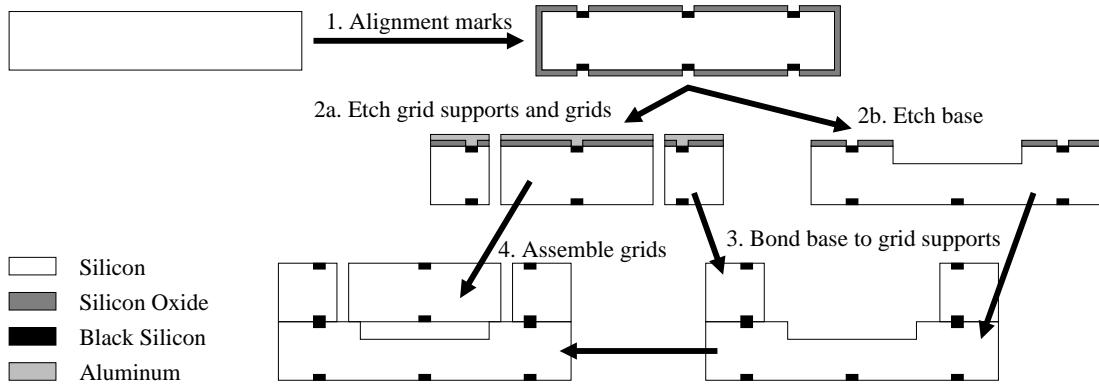 1. Alignment marks
2a. Etch grid supports and grids
2b. Etch base
3. Bond base to grid supports
4. Assemble grids
Silicon
Silicon Oxide
Black Silicon
Aluminum